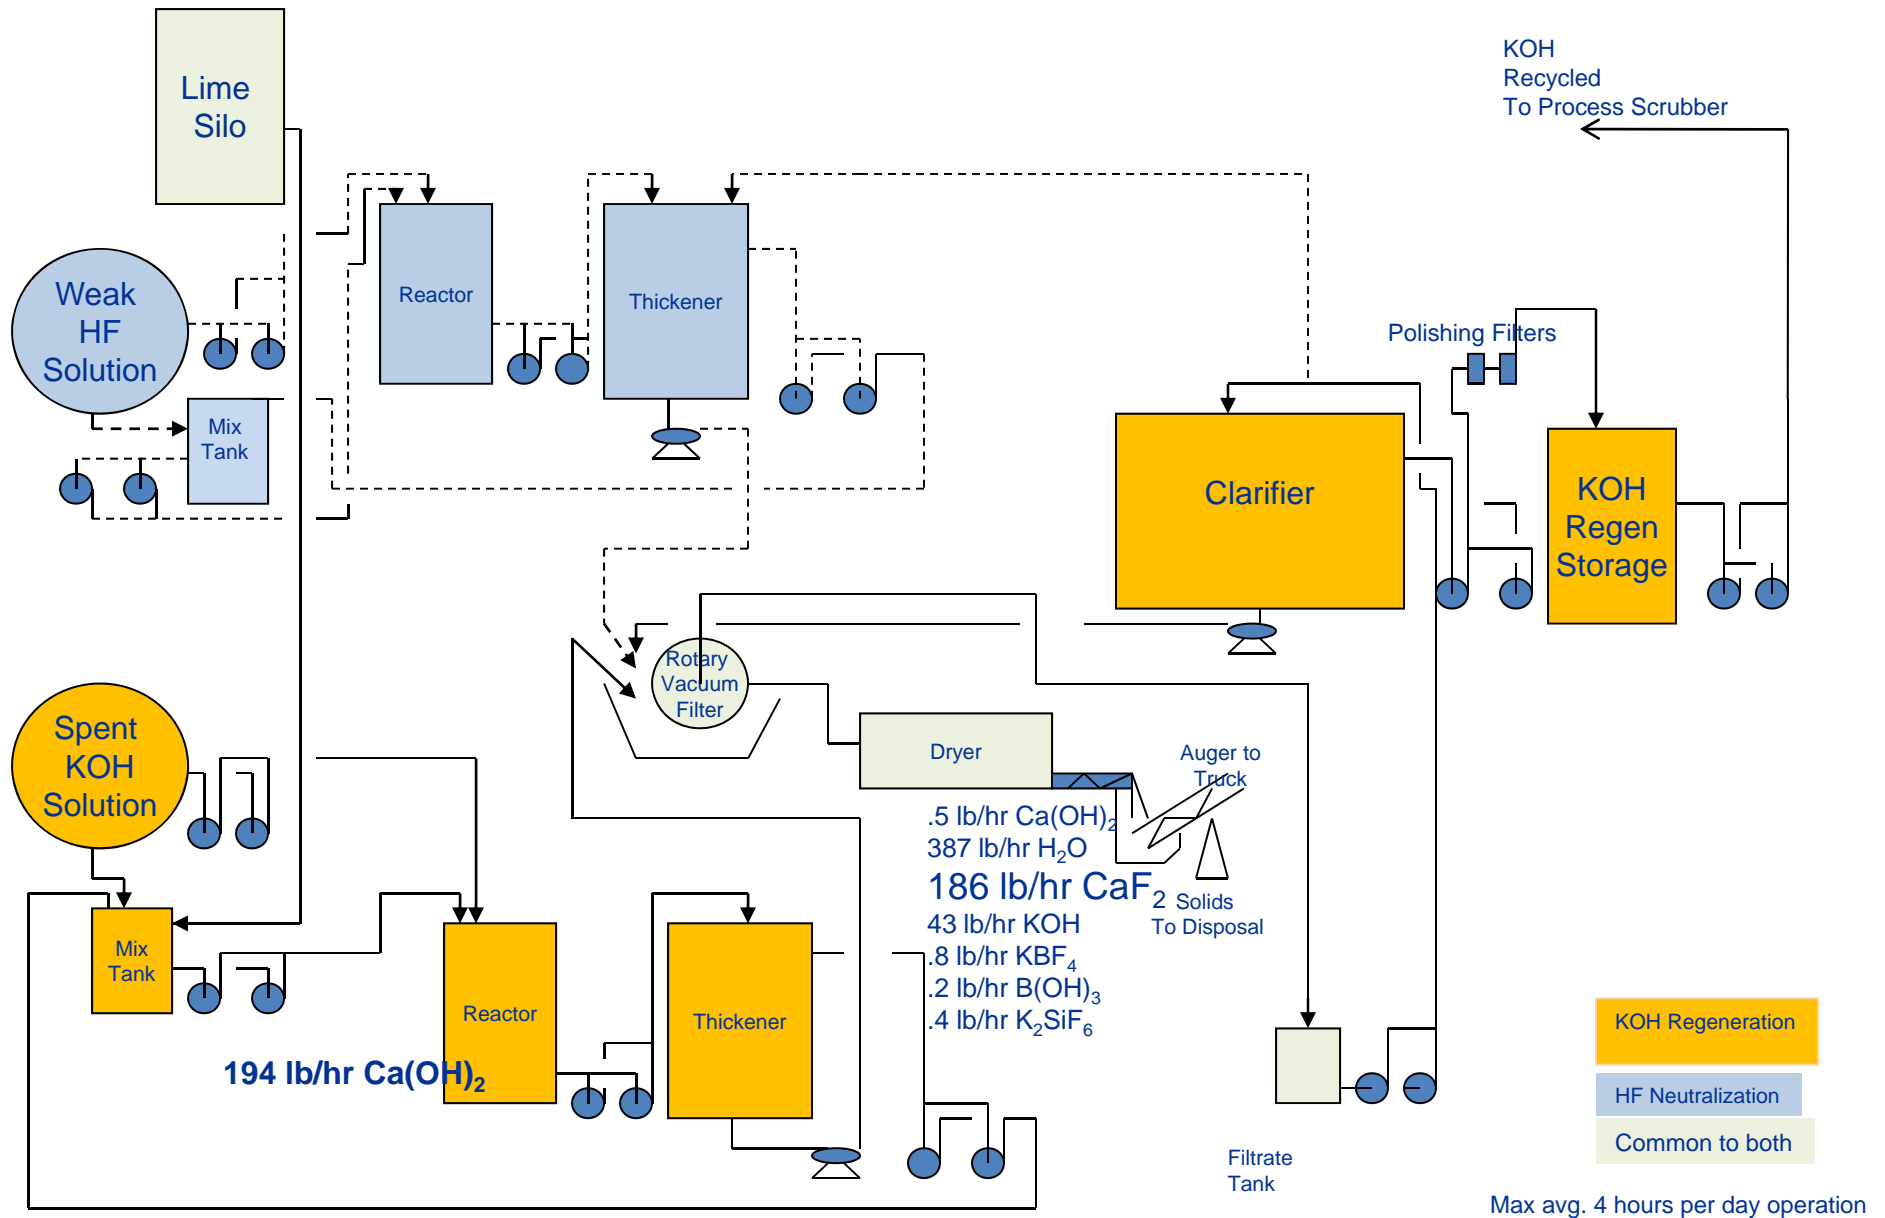 KOH
Recycled
To Process Scrubber
Lime
Silo
Weak
HF
Solution
Reactor
Thickener
Polishing Filters
Mix
Tank
Clarifier
KOH
Regen
Storage
Rotary
Vacuum
Filter
Spent
KOH
Solution
Dryer
Auger to
Truck
.5 lb/hr Ca(OH)₂
387 lb/hr H₂O
186 lb/hr CaF₂
43 lb/hr KOH
.8 lb/hr KBF₄
.2 lb/hr B(OH)₃
.4 lb/hr K₂SiF₆
Solids
To Disposal
Mix
Tank
Reactor
Thickener
194 lb/hr Ca(OH)₂
KOH Regeneration
HF Neutralization
Common to both
Filtrate
Tank
Max avg. 4 hours per day operation